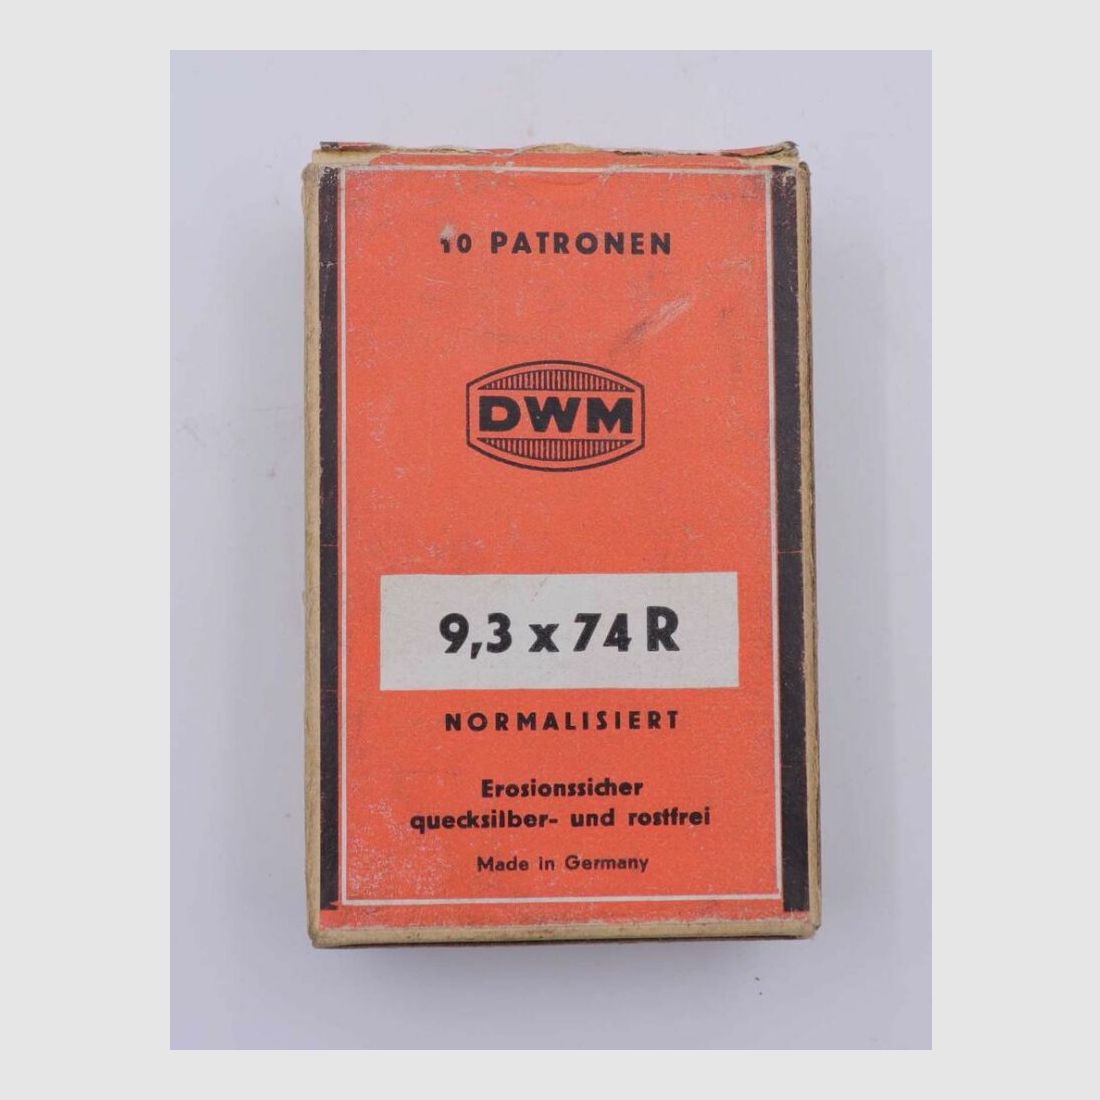 10 PATRONEN
DWM
9,3 x 74 R
NORMALISIERT
Erosionssicher
quecksilber- und rostfrei
Made in Germany